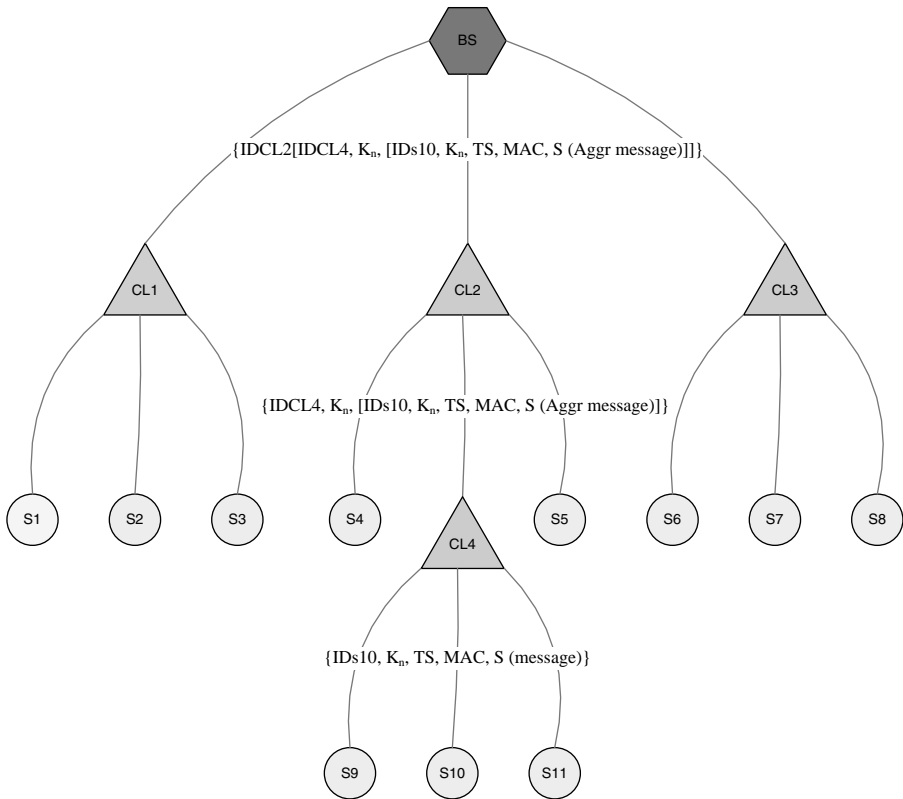 BS
{IDCL2[IDCL4, Kₙ, [IDs10, Kₙ, TS, MAC, S (Aggr message)]]}
CL1 CL2 CL3
{IDCL4, Kₙ, [IDs10, Kₙ, TS, MAC, S (Aggr message)]}
S1 S2 S3 S4 S5 S6 S7 S8
CL4
{IDs10, Kₙ, TS, MAC, S (message)}
S9 S10 S11